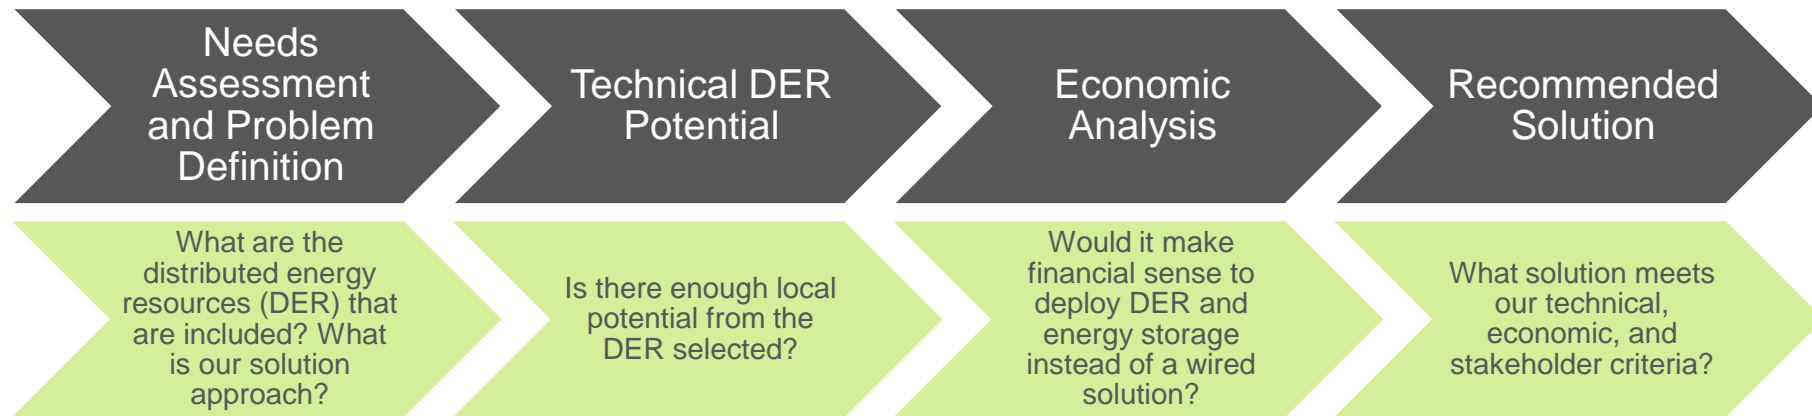 Needs
Assessment
and Problem
Definition
Technical DER
Potential
Economic
Analysis
Recommended
Solution
What are the
distributed energy
resources (DER) that
are included? What
is our solution
approach?
Is there enough local
potential from the
DER selected?
Would it make
financial sense to
deploy DER and
energy storage
instead of a wired
solution?
What solution meets
our technical,
economic, and
stakeholder criteria?